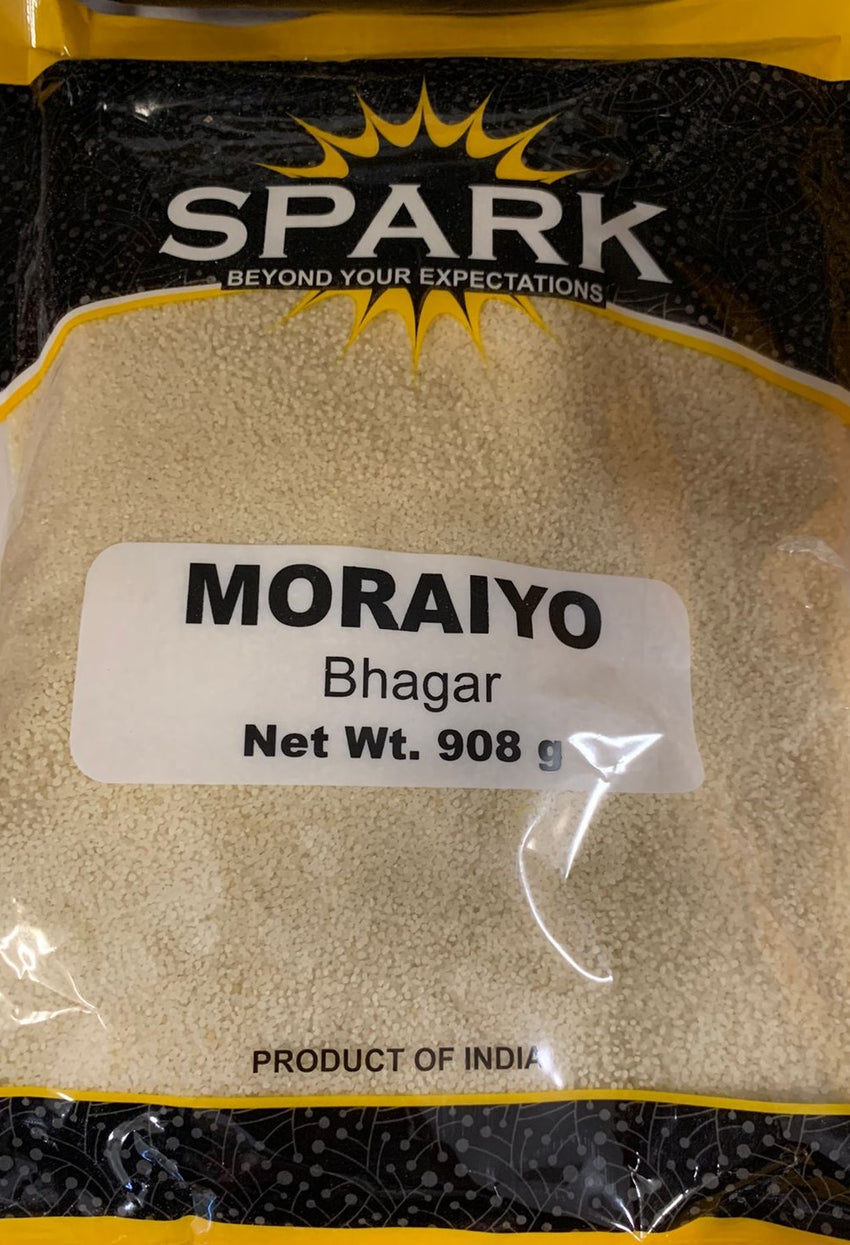 SPARK
BEYOND YOUR EXPECTATIONS
MORAIYO
Bhagar
Net Wt. 908 g
PRODUCT OF INDIA